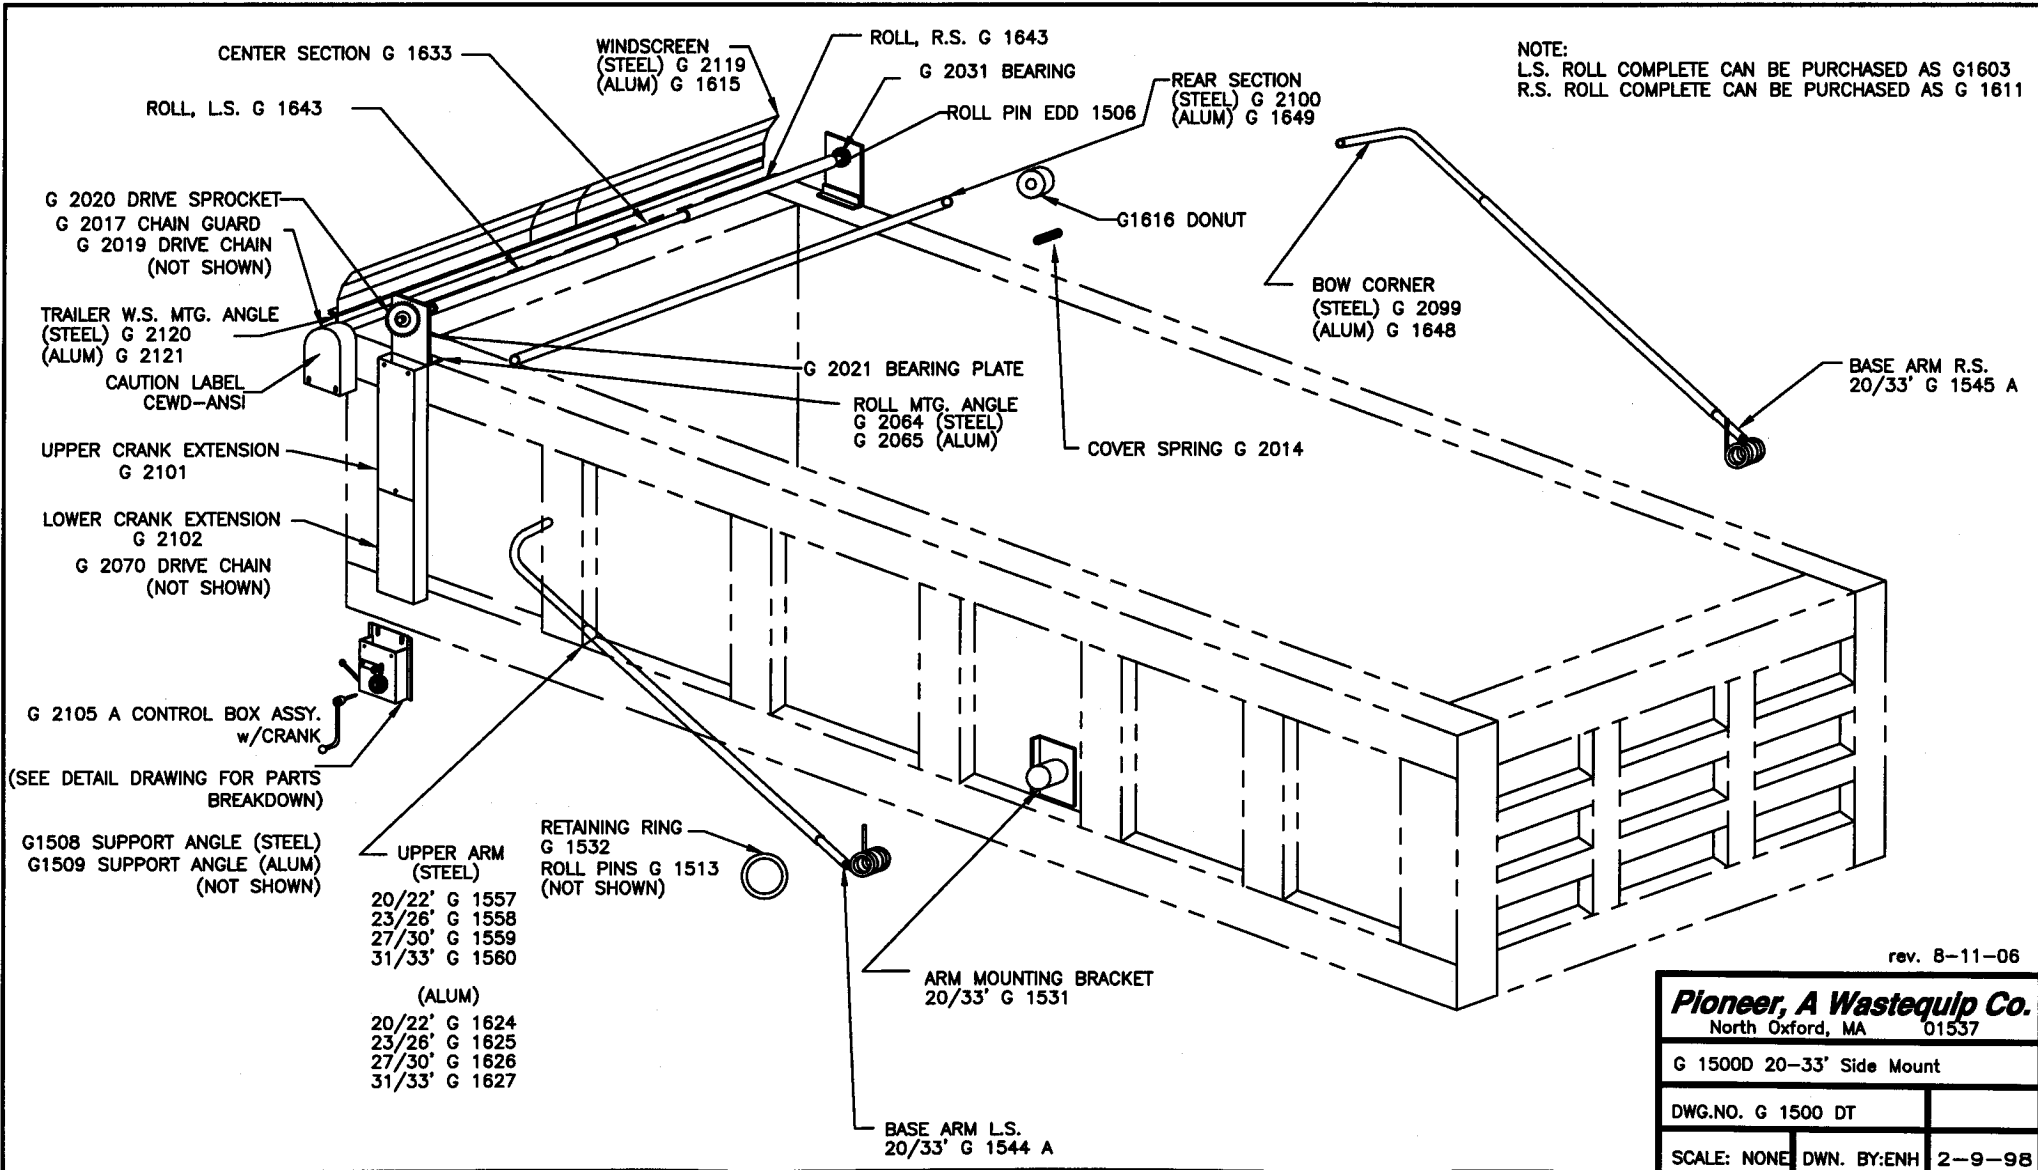 CENTER SECTION G 1633
WINDSCREEN
(STEEL) G 2119
(ALUM) G 1615
ROLL, R.S. G 1643
G 2031 BEARING
ROLL PIN EDD 1506
REAR SECTION
(STEEL) G 2100
(ALUM) G 1649
NOTE:
L.S. ROLL COMPLETE CAN BE PURCHASED AS G1603
R.S. ROLL COMPLETE CAN BE PURCHASED AS G 1611
ROLL, L.S. G 1643
G 2020 DRIVE SPROCKET
G 2017 CHAIN GUARD
G 2019 DRIVE CHAIN
(NOT SHOWN)
TRAILER W.S. MTG. ANGLE
(STEEL) G 2120
(ALUM) G 2121
CAUTION LABEL
CEWD-ANSI
UPPER CRANK EXTENSION
G 2101
LOWER CRANK EXTENSION
G 2102
G 2070 DRIVE CHAIN
(NOT SHOWN)
G 2105 A CONTROL BOX ASSY.
w/CRANK
(SEE DETAIL DRAWING FOR PARTS
BREAKDOWN)
G1508 SUPPORT ANGLE (STEEL)
G1509 SUPPORT ANGLE (ALUM)
(NOT SHOWN)
G1616 DONUT
BOW CORNER
(STEEL) G 2099
(ALUM) G 1648
BASE ARM R.S.
20/33' G 1545 A
G 2021 BEARING PLATE
ROLL MTG. ANGLE
G 2064 (STEEL)
G 2065 (ALUM)
COVER SPRING G 2014
UPPER ARM
(STEEL)
20/22' G 1557
23/26' G 1558
27/30' G 1559
31/33' G 1560
(ALUM)
20/22' G 1624
23/26' G 1625
27/30' G 1626
31/33' G 1627
RETAINING RING
G 1532
ROLL PINS G 1513
(NOT SHOWN)
ARM MOUNTING BRACKET
20/33' G 1531
BASE ARM L.S.
20/33' G 1544 A
rev. 8-11-06
Pioneer, A Wastequip Co.
North Oxford, MA 01537
G 1500D 20-33' Side Mount
DWG.NO. G 1500 DT
SCALE: NONE DWN. BY:ENH 2-9-98